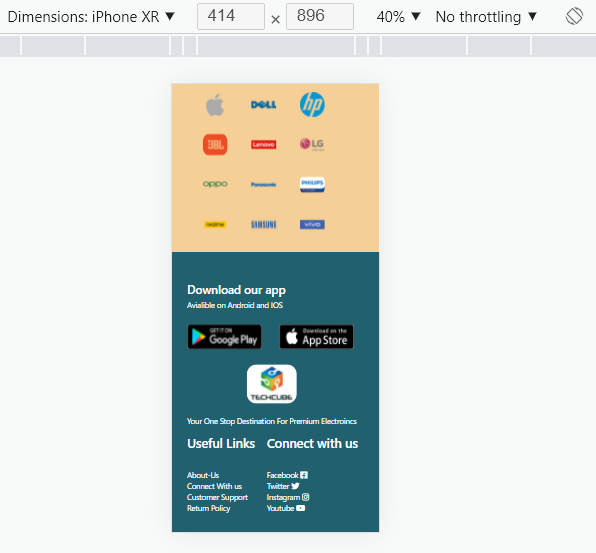 Dimensions: iPhone XR ▼ 414 × 896 40% ▼ No throttling ▼
DELL hp
JBL Lenovo LG
oppo Panasonic PHILIPS
realme SAMSUNG vivo
Download our app
Avialible on Android and IOS
GET IT ON Google Play Download on the App Store
TECHCUBE
Your One Stop Destination For Premium Electroincs
Useful Links Connect with us
About-Us Facebook
Connect With us Twitter
Customer Support Instagram
Return Policy Youtube